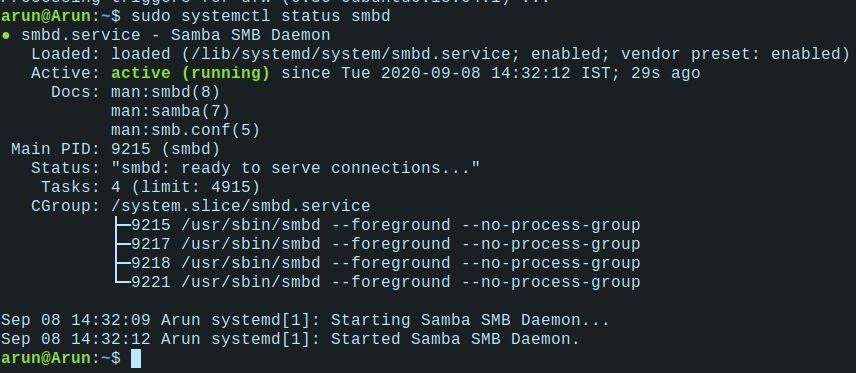 arun@Arun:~$ sudo systemctl status smbd
● smbd.service - Samba SMB Daemon
   Loaded: loaded (/lib/systemd/system/smbd.service; enabled; vendor preset: enabled)
   Active: active (running) since Tue 2020-09-08 14:32:12 IST; 29s ago
     Docs: man:smbd(8)
           man:samba(7)
           man:smb.conf(5)
 Main PID: 9215 (smbd)
   Status: "smbd: ready to serve connections..."
    Tasks: 4 (limit: 4915)
   CGroup: /system.slice/smbd.service
           ├─9215 /usr/sbin/smbd --foreground --no-process-group
           ├─9217 /usr/sbin/smbd --foreground --no-process-group
           ├─9218 /usr/sbin/smbd --foreground --no-process-group
           └─9221 /usr/sbin/smbd --foreground --no-process-group

Sep 08 14:32:09 Arun systemd[1]: Starting Samba SMB Daemon...
Sep 08 14:32:12 Arun systemd[1]: Started Samba SMB Daemon.
arun@Arun:~$